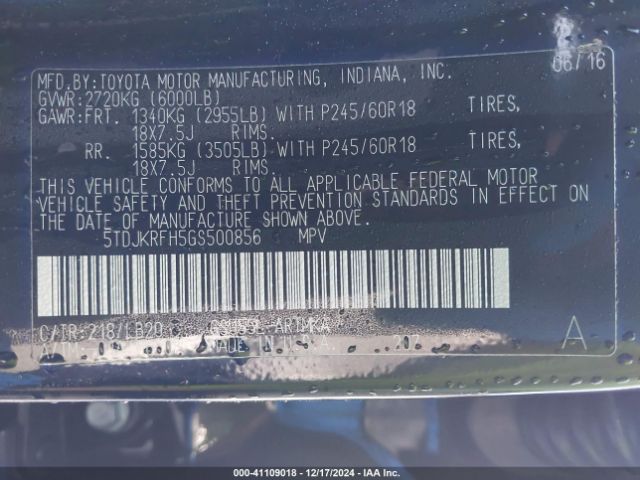 06/16
MFD.BY:TOYOTA MOTOR MANUFACTURING, INDIANA, INC.
GVWR:2720KG (6000LB)
GAWR:FRT. 1340KG (2955LB) WITH P245/60R18 TIRES,
18X7.5J RIMS.
RR. 1585KG (3505LB) WITH P245/60R18 TIRES,
18X7.5J RIMS.
THIS VEHICLE CONFORMS TO ALL APPLICABLE FEDERAL MOTOR
VEHICLE SAFETY AND THEFT PREVENTION STANDARDS IN EFFECT ON
THE DATE OF MANUFACTURE SHOWN ABOVE.
5TDJKRFH5GS500856 MPV
C/TR:218/LB20
A
000-41109018 - 12/17/2024 - IAA Inc.